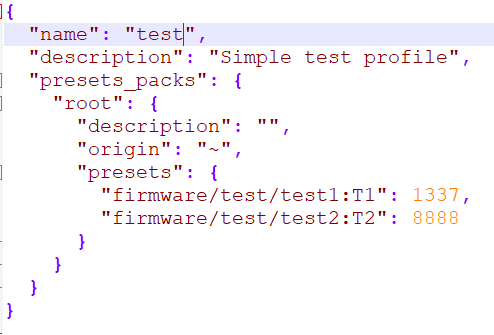 {
  "name": "test",
  "description": "Simple test profile",
  "presets_packs": {
    "root": {
      "description": "",
      "origin": "~",
      "presets": {
        "firmware/test/test1:T1": 1337,
        "firmware/test/test2:T2": 8888
      }
    }
  }
}